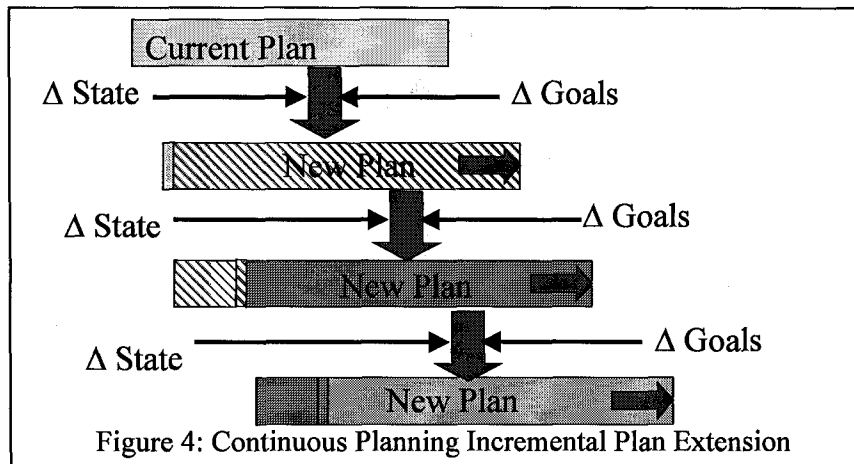 Current Plan
Δ State Δ Goals
New Plan
Δ State Δ Goals
New Plan
Δ State Δ Goals
New Plan
Figure 4: Continuous Planning Incremental Plan Extension